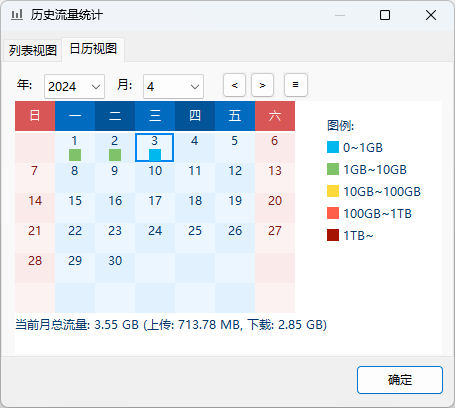 历史流量统计
列表视图 日历视图
年: 2024 月: 4 < > ≡
日 一 二 三 四 五 六
1 2 3 4 5 6
7 8 9 10 11 12 13
14 15 16 17 18 19 20
21 22 23 24 25 26 27
28 29 30
图例:
0~1GB
1GB~10GB
10GB~100GB
100GB~1TB
1TB~
当前月总流量: 3.55 GB (上传: 713.78 MB, 下载: 2.85 GB)
确定